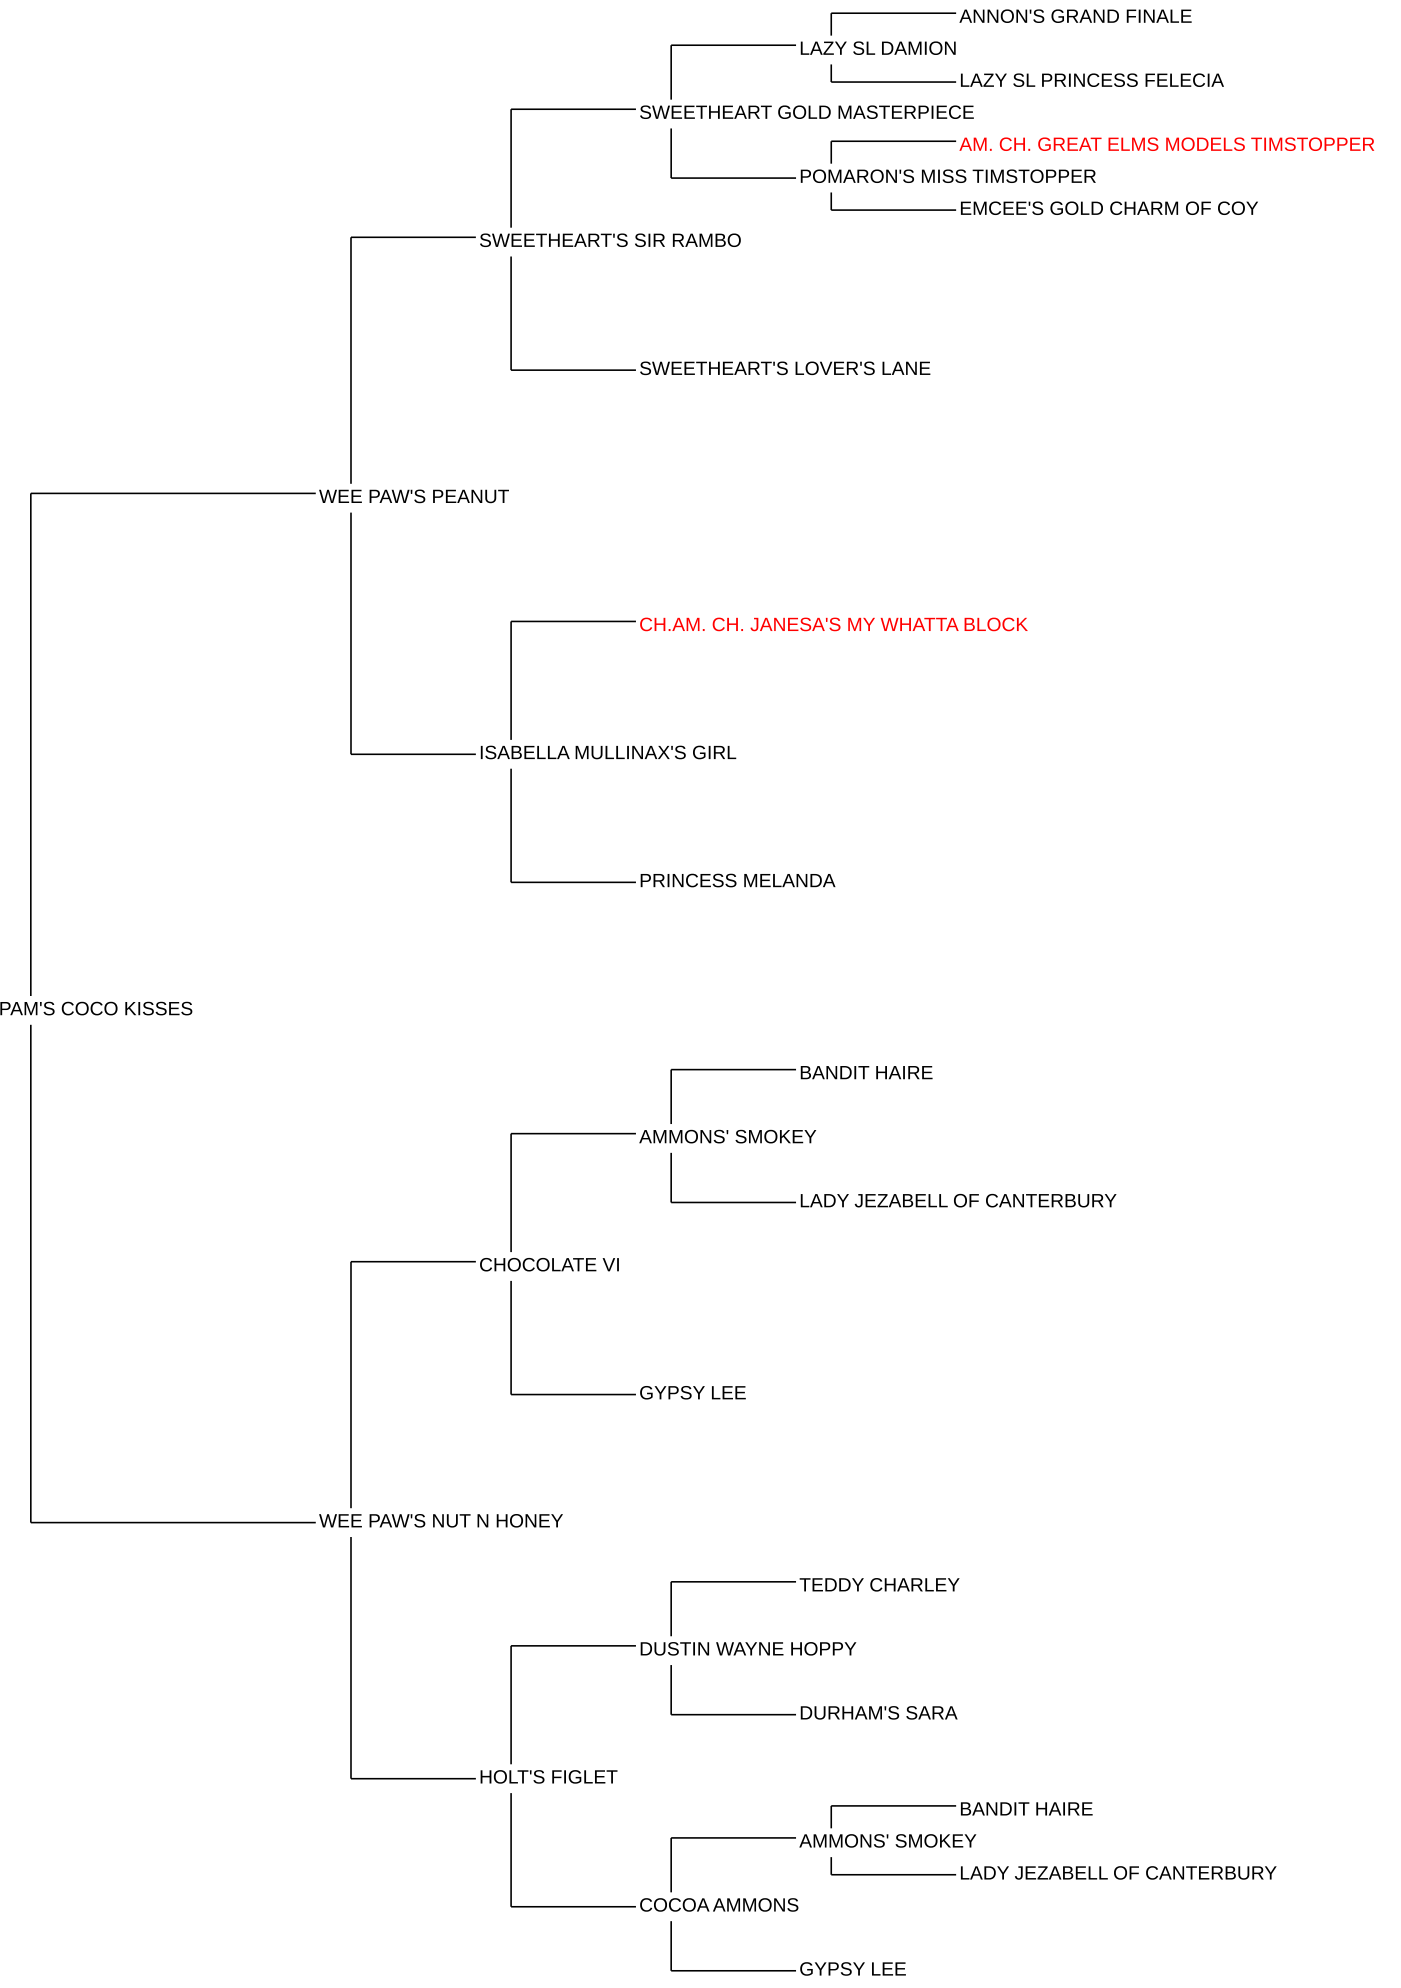 ANNON'S GRAND FINALE
LAZY SL DAMION
LAZY SL PRINCESS FELECIA
SWEETHEART GOLD MASTERPIECE
AM. CH. GREAT ELMS MODELS TIMSTOPPER
POMARON'S MISS TIMSTOPPER
EMCEE'S GOLD CHARM OF COY
SWEETHEART'S SIR RAMBO
SWEETHEART'S LOVER'S LANE
WEE PAW'S PEANUT
CH.AM. CH. JANESA'S MY WHATTA BLOCK
ISABELLA MULLINAX'S GIRL
PRINCESS MELANDA
PAM'S COCO KISSES
BANDIT HAIRE
AMMONS' SMOKEY
LADY JEZABELL OF CANTERBURY
CHOCOLATE VI
GYPSY LEE
WEE PAW'S NUT N HONEY
TEDDY CHARLEY
DUSTIN WAYNE HOPPY
DURHAM'S SARA
HOLT'S FIGLET
BANDIT HAIRE
AMMONS' SMOKEY
LADY JEZABELL OF CANTERBURY
COCOA AMMONS
GYPSY LEE